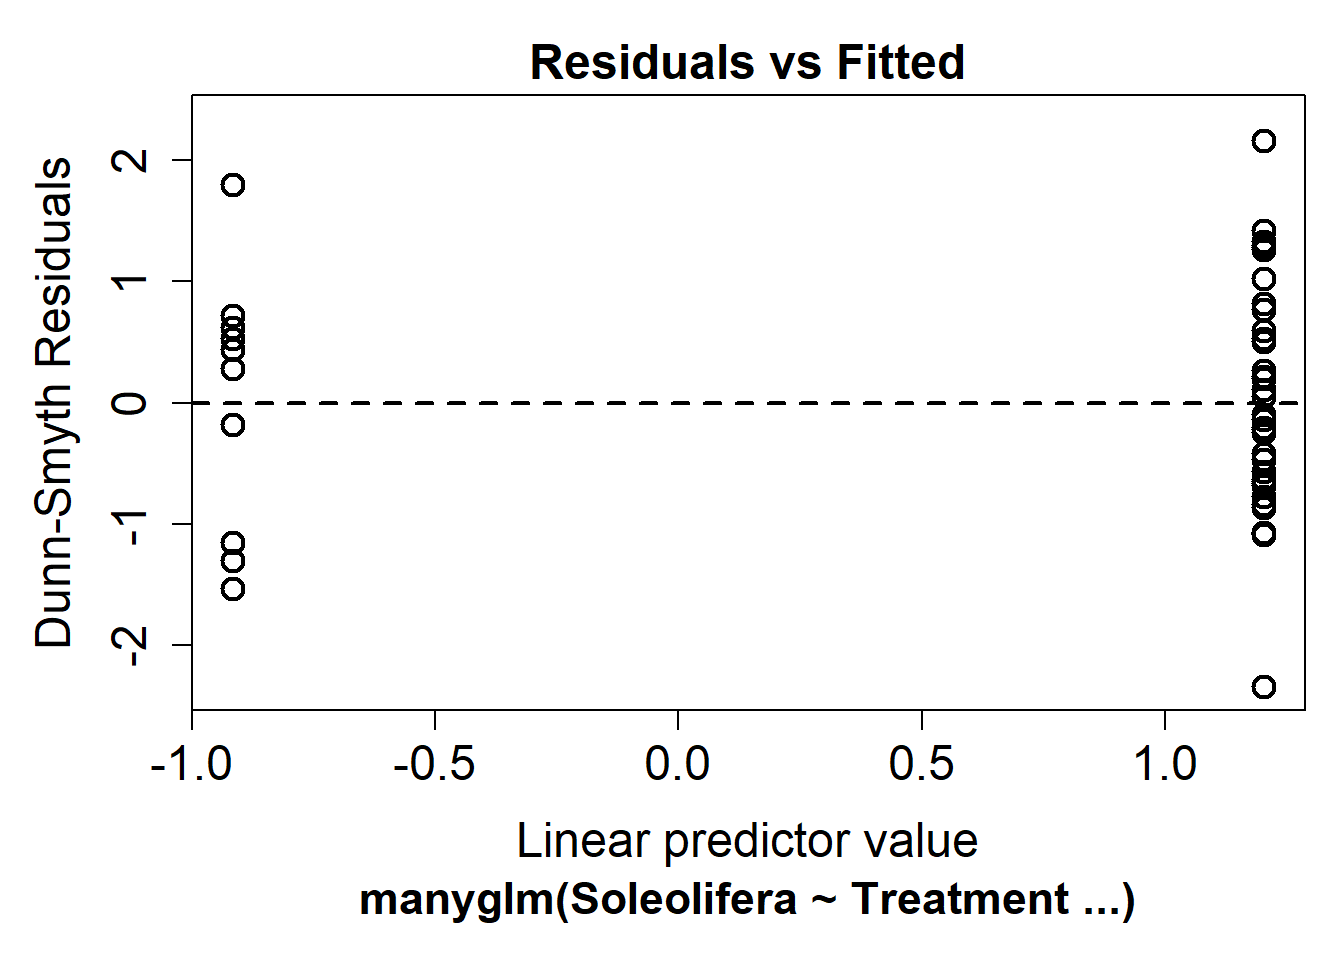 Residuals vs Fitted
Dunn-Smyth Residuals
2
1
0
-1
-2
-1.0 -0.5 0.0 0.5 1.0
Linear predictor value
manyglm(Soleolifera ~ Treatment ...)